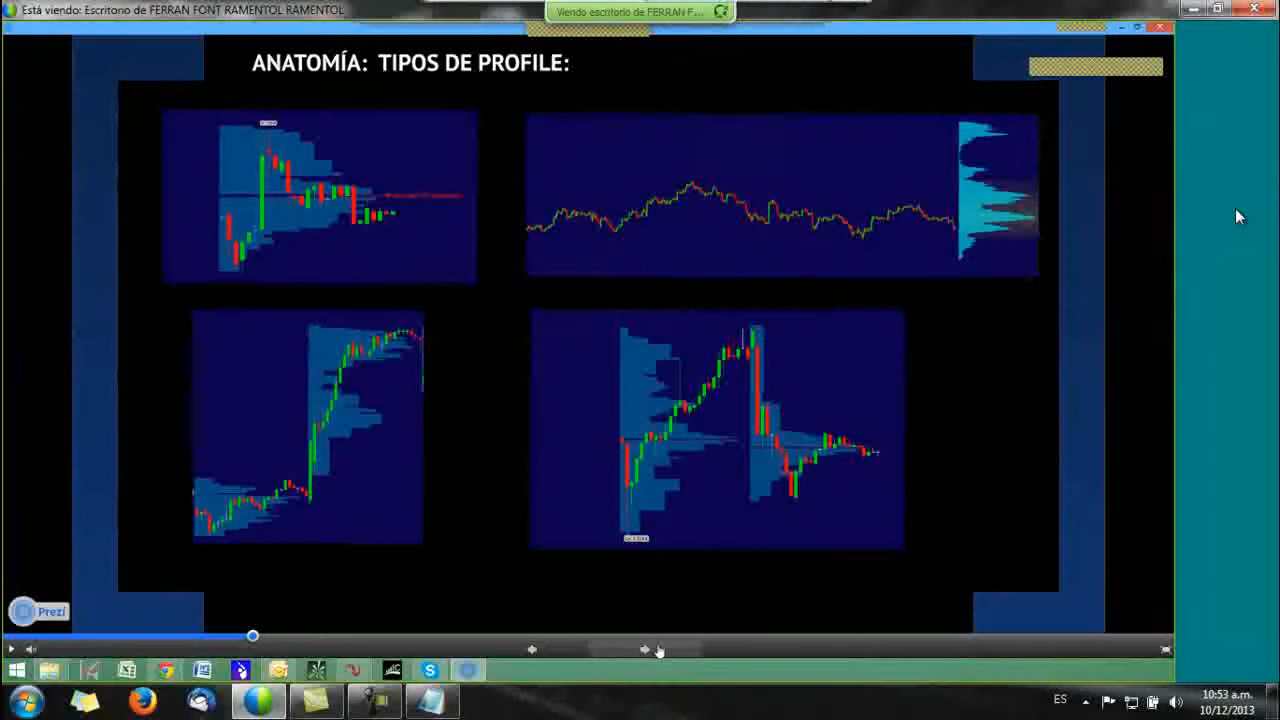 Está viendo: Escritorio de FERRAN FONT RAMENTOL RAMENTOL
Viendo escritorio de FERRAN F...
ANATOMÍA: TIPOS DE PROFILE:
Prezi
ES
10:53 a.m.
10/12/2013